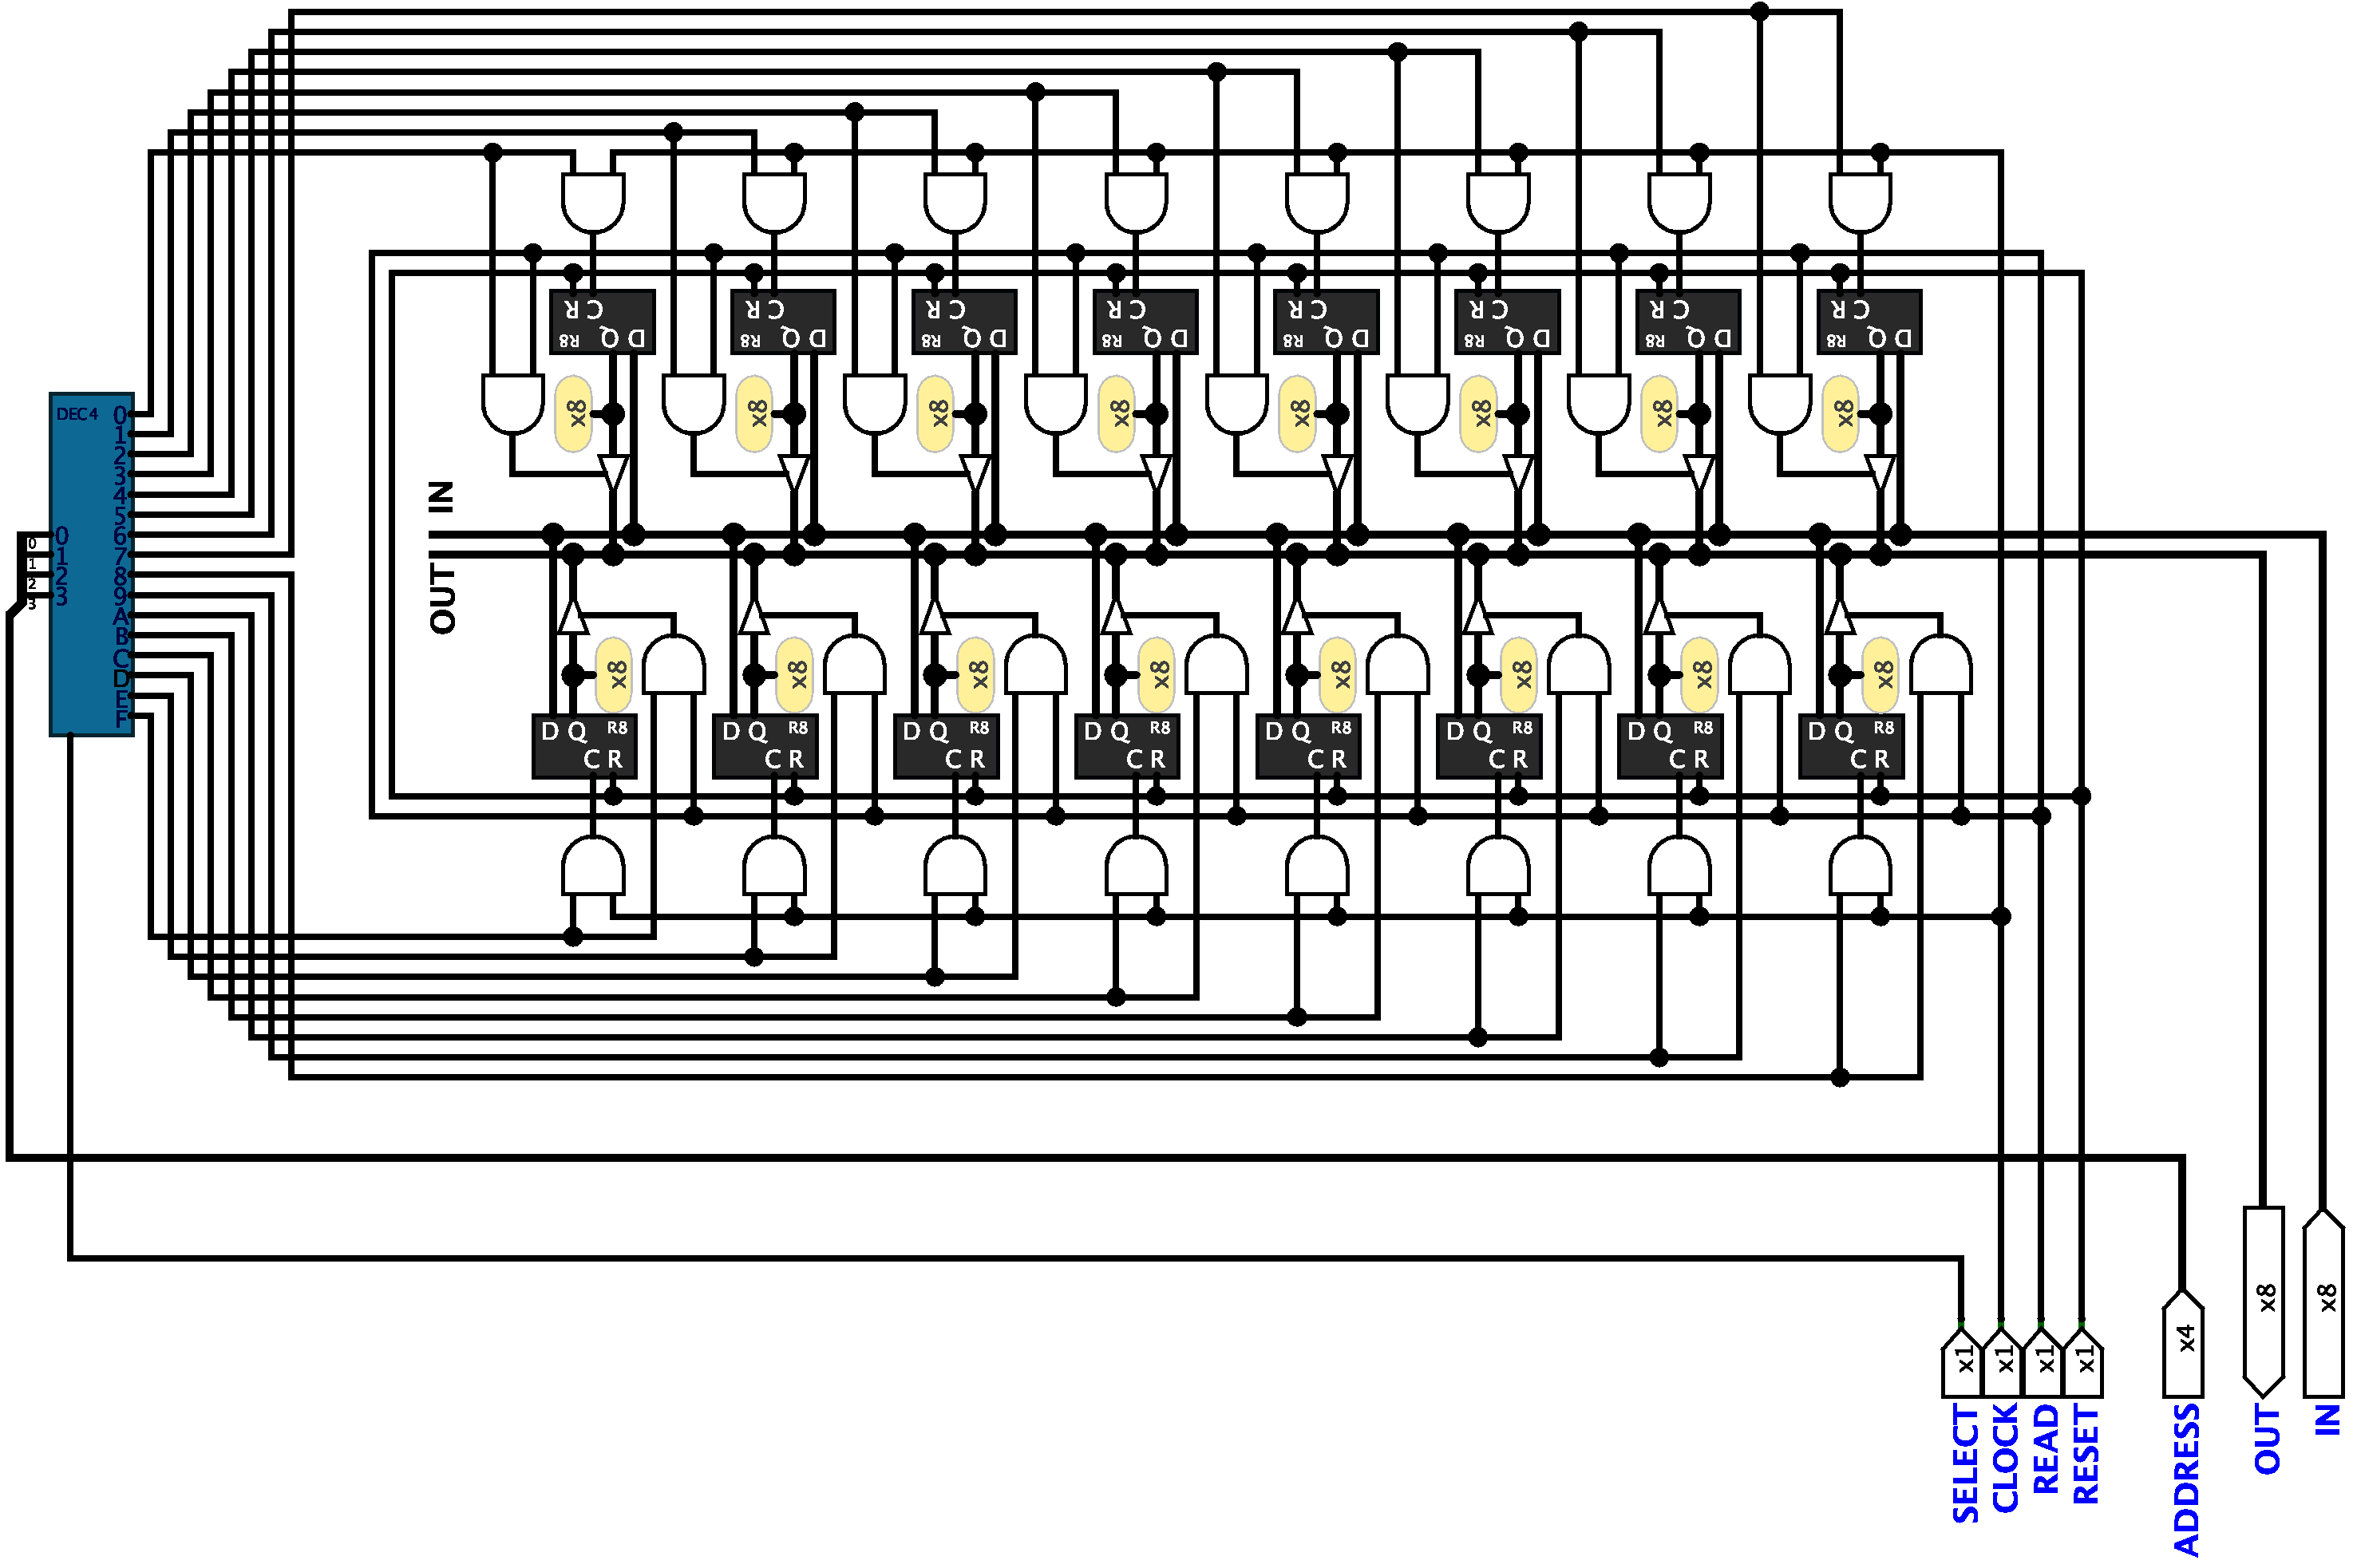 R C R C R C R C R C R C R C R C
R8 Q D R8 Q D R8 Q D R8 Q D R8 Q D R8 Q D R8 Q D R8 Q D
x8 x8 x8 x8 x8 x8 x8 x8
DEC4
0
1
2
3
4
5
6
7
8
9
A
B
C
D
E
F
0
1
2
3
0
1
2
3
IN
OUT
x8 x8 x8 x8 x8 x8 x8 x8
D Q R8 D Q R8 D Q R8 D Q R8 D Q R8 D Q R8 D Q R8 D Q R8
C R C R C R C R C R C R C R C R
x1 x1 x1 x1 x4 x8 x8
SELECT
CLOCK
READ
RESET
ADDRESS
OUT
IN